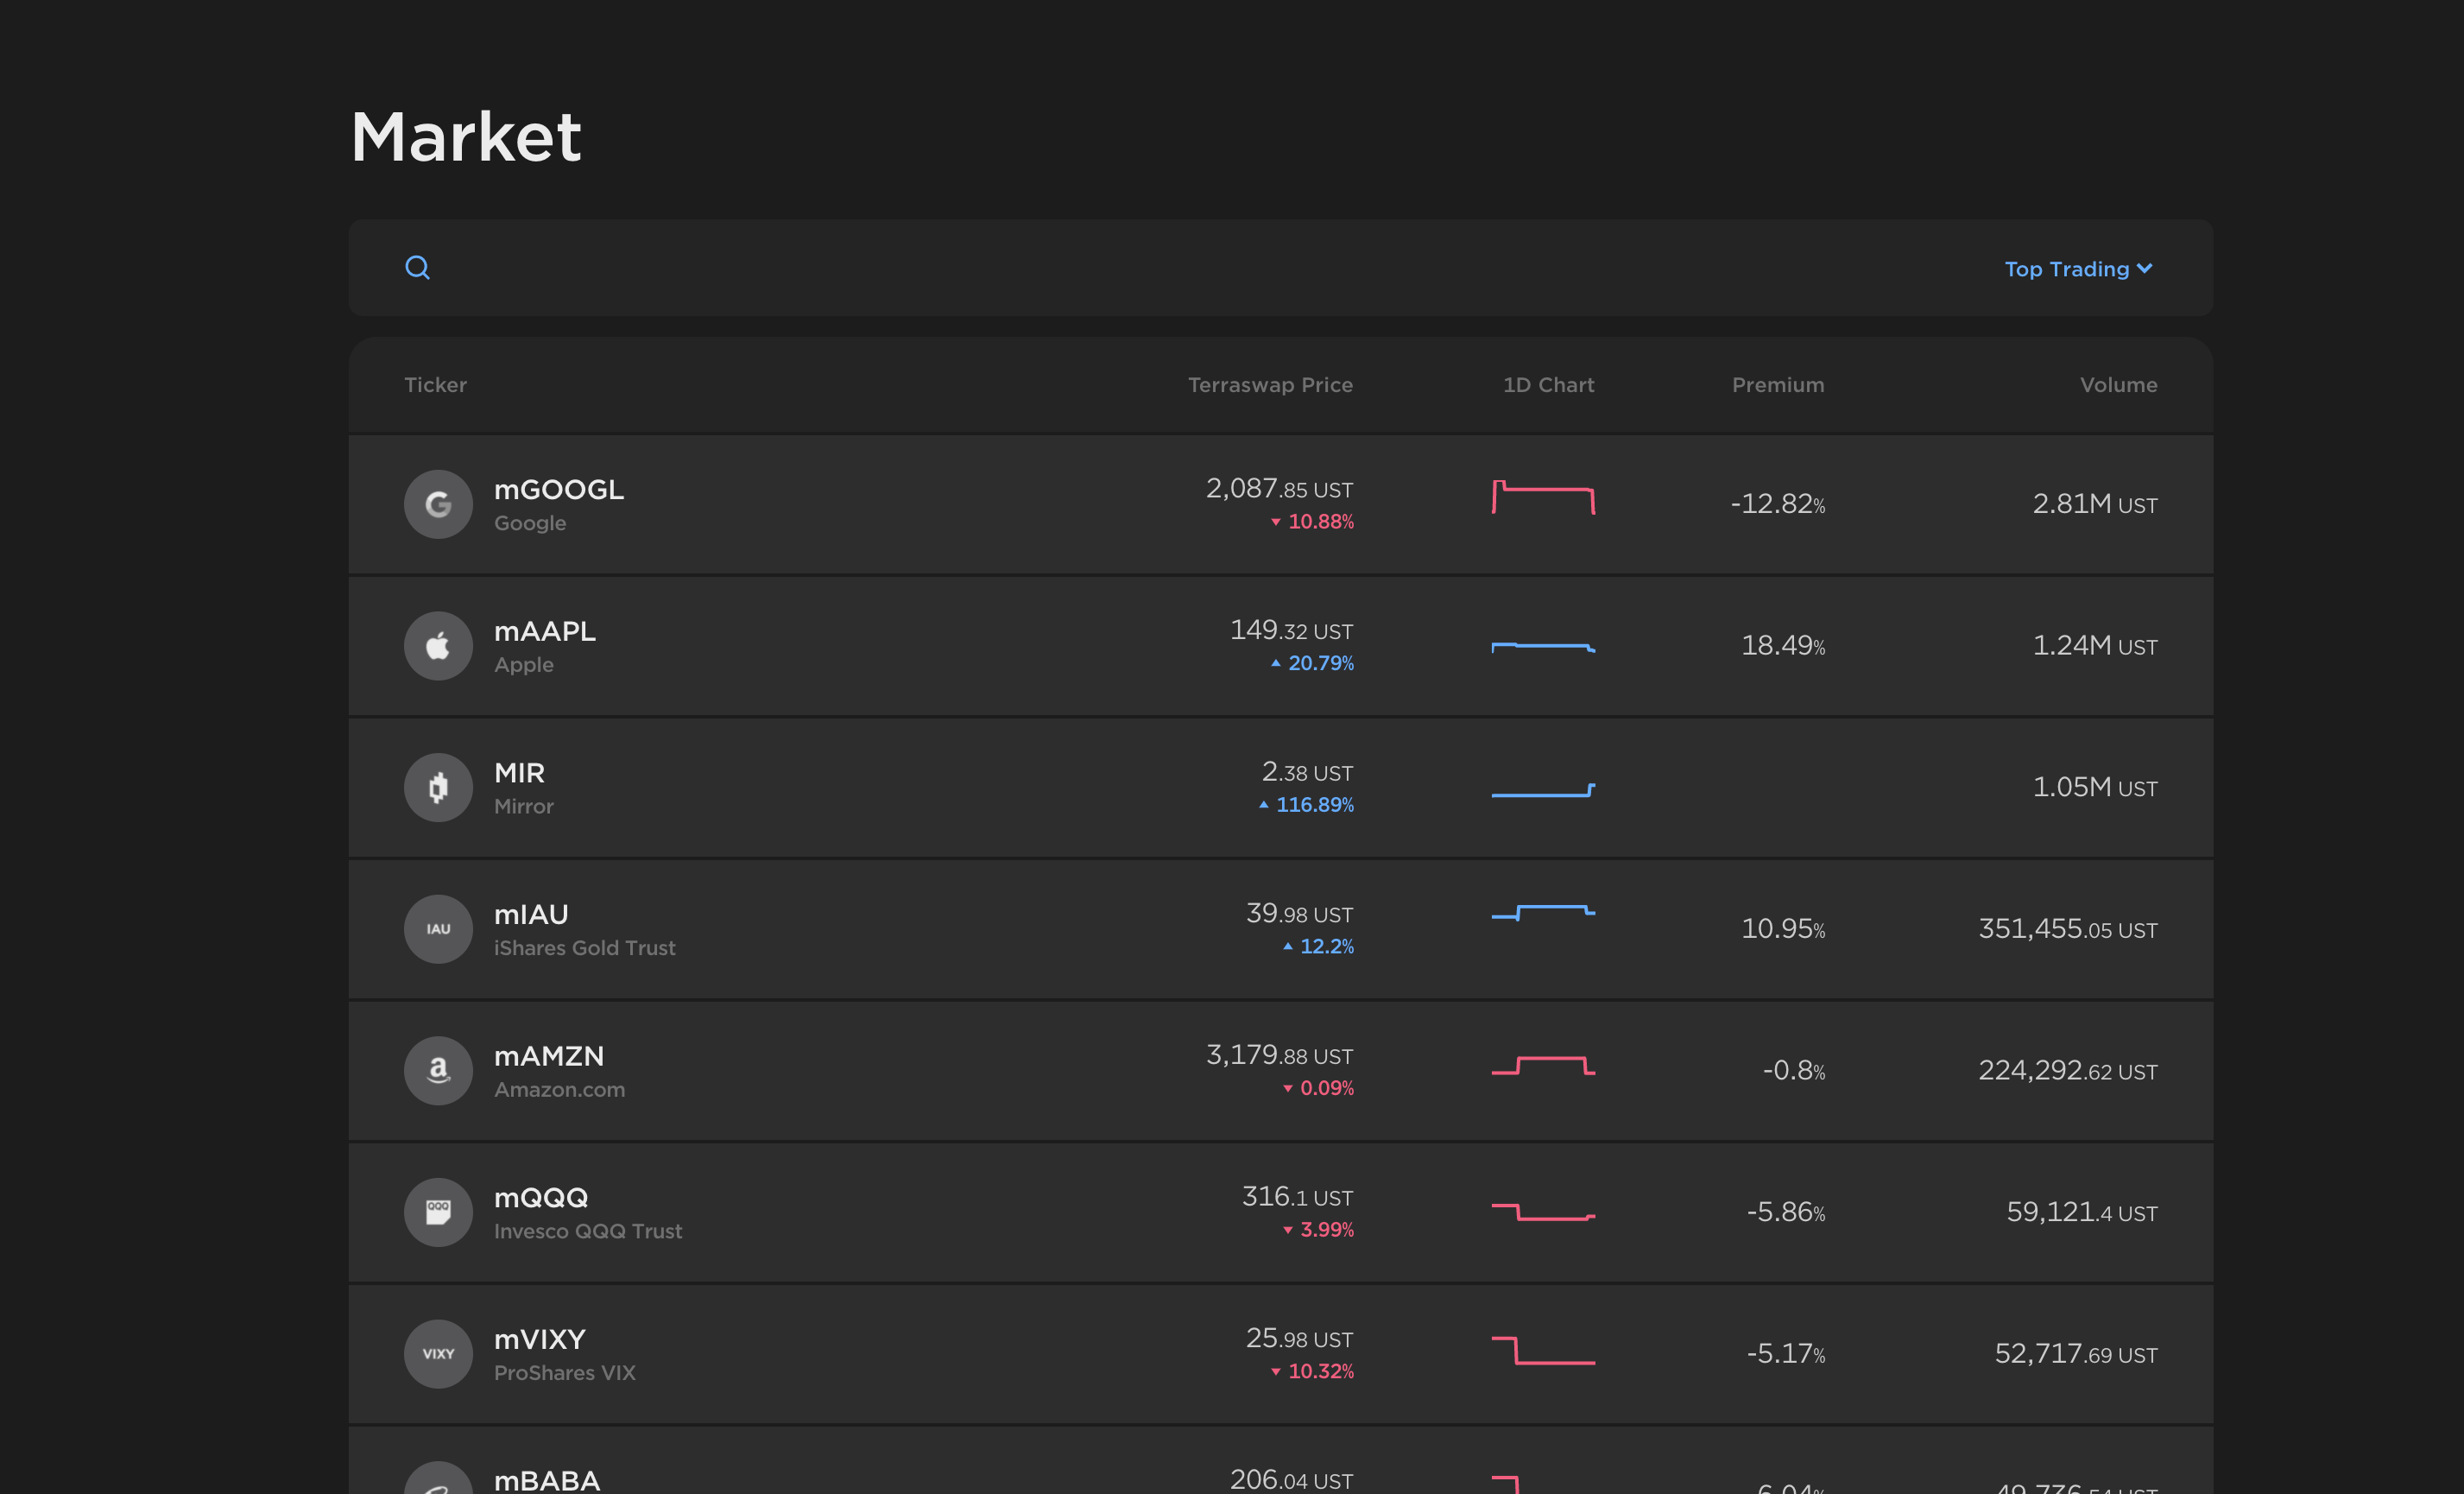 Market
Top Trading
Ticker Terraswap Price 1D Chart Premium Volume
mGOOGL 2,087.85 UST -12.82% 2.81M UST
Google 10.88%
mAAPL 149.32 UST 18.49% 1.24M UST
Apple 20.79%
MIR 2.38 UST 1.05M UST
Mirror 116.89%
IAU mIAU 39.98 UST 10.95% 351,455.05 UST
iShares Gold Trust 12.2%
mAMZN 3,179.88 UST -0.8% 224,292.62 UST
Amazon.com 0.09%
QQQ mQQQ 316.1 UST -5.86% 59,121.4 UST
Invesco QQQ Trust 3.99%
VIXY mVIXY 25.98 UST -5.17% 52,717.69 UST
ProShares VIX 10.32%
mBABA 206.04 UST